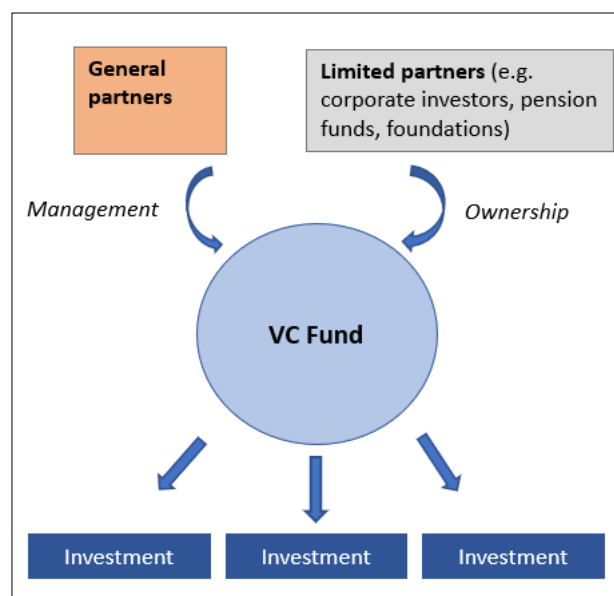 General
partners
Limited partners (e.g.
corporate investors, pension
funds, foundations)
Management
Ownership
VC Fund
Investment
Investment
Investment